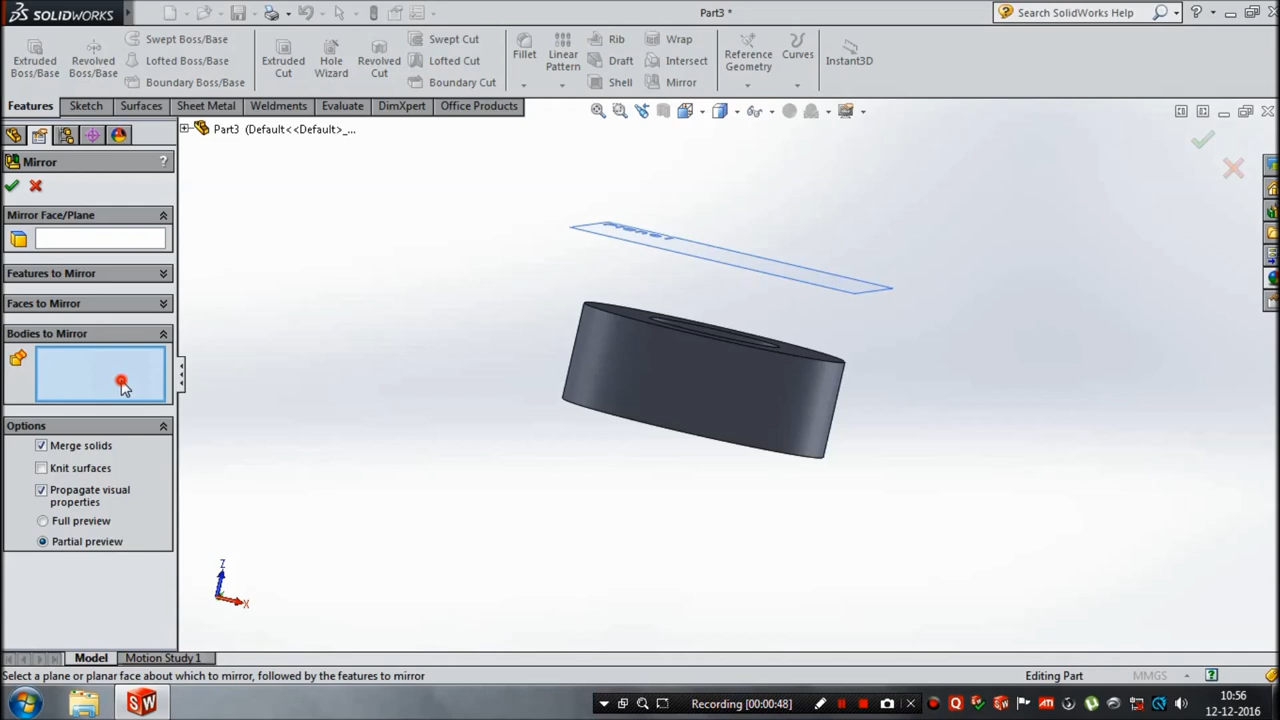 SOLIDWORKS
Part3 *
Search SolidWorks Help
Extruded Boss/Base
Revolved Boss/Base
Swept Boss/Base
Lofted Boss/Base
Boundary Boss/Base
Extruded Cut
Hole Wizard
Revolved Cut
Swept Cut
Lofted Cut
Boundary Cut
Fillet
Linear Pattern
Rib
Draft
Shell
Wrap
Intersect
Mirror
Reference Geometry
Curves
Instant3D
Features
Sketch
Surfaces
Sheet Metal
Weldments
Evaluate
DimXpert
Office Products
Part3 (Default<<Default>_...
Mirror
?
Mirror Face/Plane
Features to Mirror
Faces to Mirror
Bodies to Mirror
Options
Merge solids
Knit surfaces
Propagate visual
properties
Full preview
Partial preview
Plane1
Z
X
Model
Motion Study 1
Select a plane or planar face about which to mirror, followed by the features to mirror
Editing Part
MMGS
Recording [00:00:48]
10:56
12-12-2016